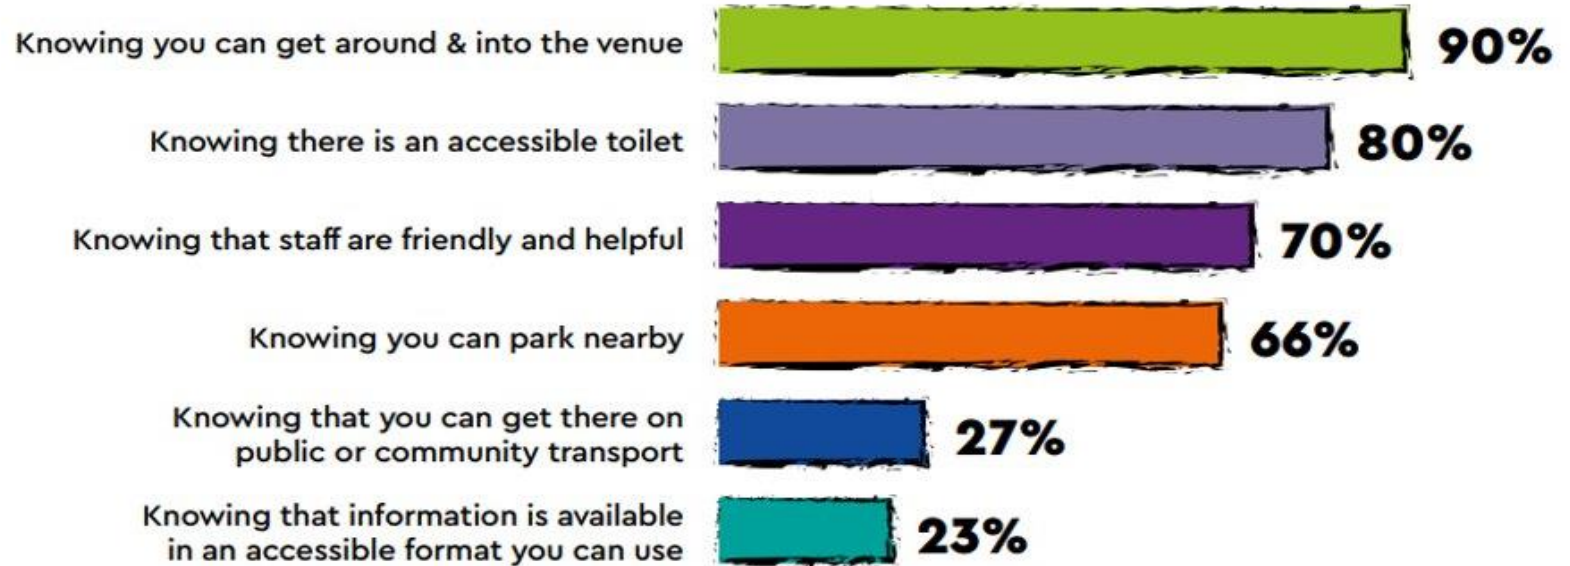 Knowing you can get around & into the venue
90%
Knowing there is an accessible toilet
80%
Knowing that staff are friendly and helpful
70%
Knowing you can park nearby
66%
Knowing that you can get there on
public or community transport
27%
Knowing that information is available
in an accessible format you can use
23%